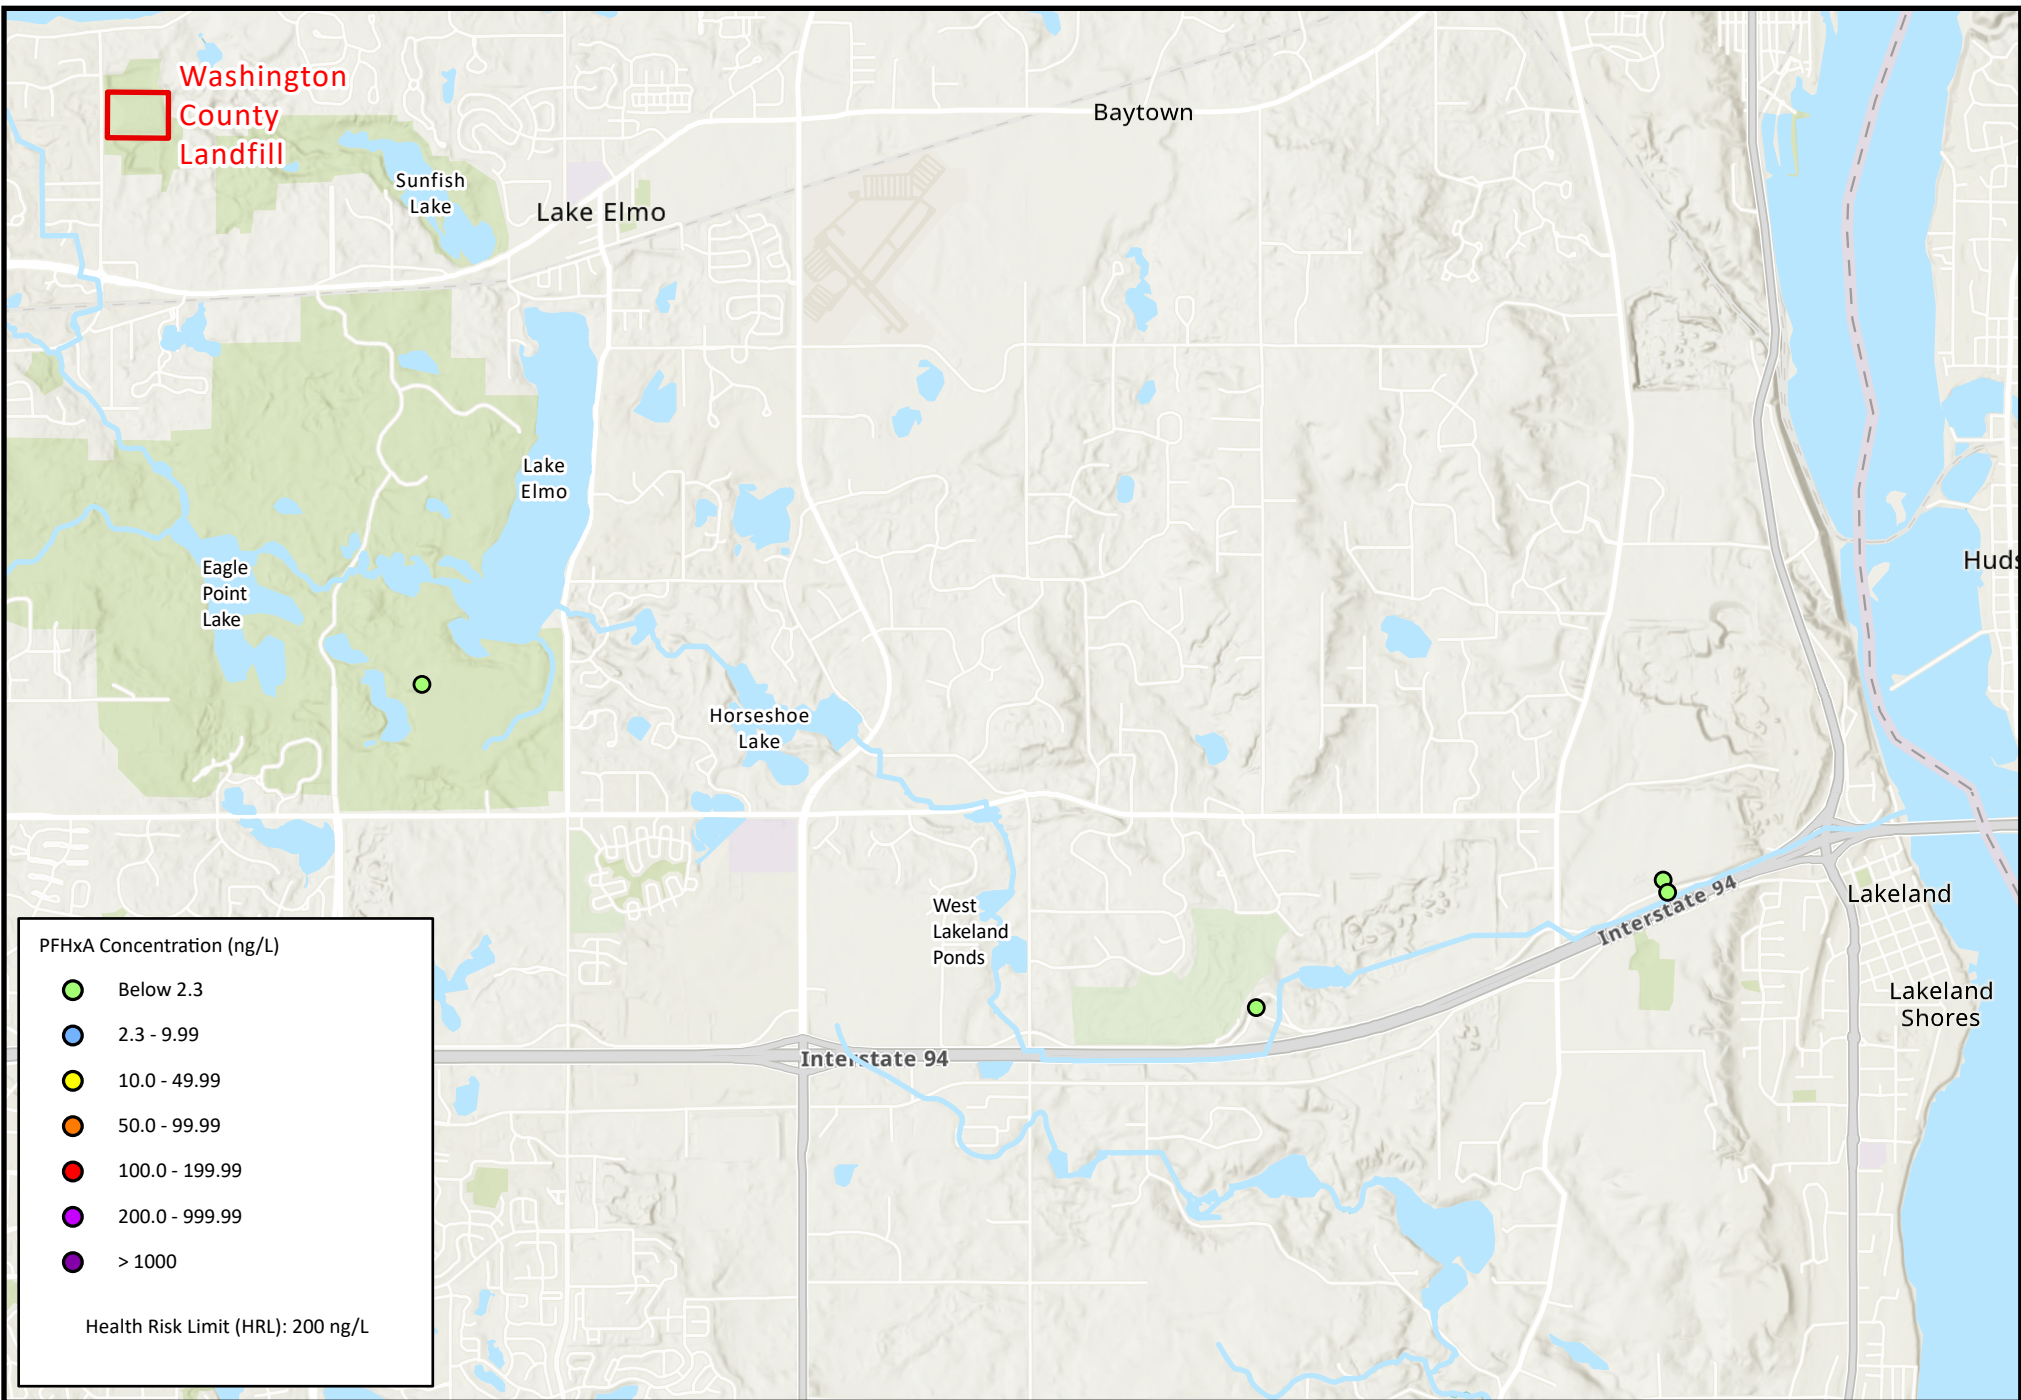 Washington
County
Landfill
Baytown
Sunfish
Lake
Lake Elmo
Lake
Elmo
Eagle
Point
Lake
Huds
Horseshoe
Lake
West
Lakeland
Ponds
Interstate 94
Lakeland
Lakeland
Shores
Interstate 94
PFHxA Concentration (ng/L)
Below 2.3
2.3 - 9.99
10.0 - 49.99
50.0 - 99.99
100.0 - 199.99
200.0 - 999.99
> 1000
Health Risk Limit (HRL): 200 ng/L